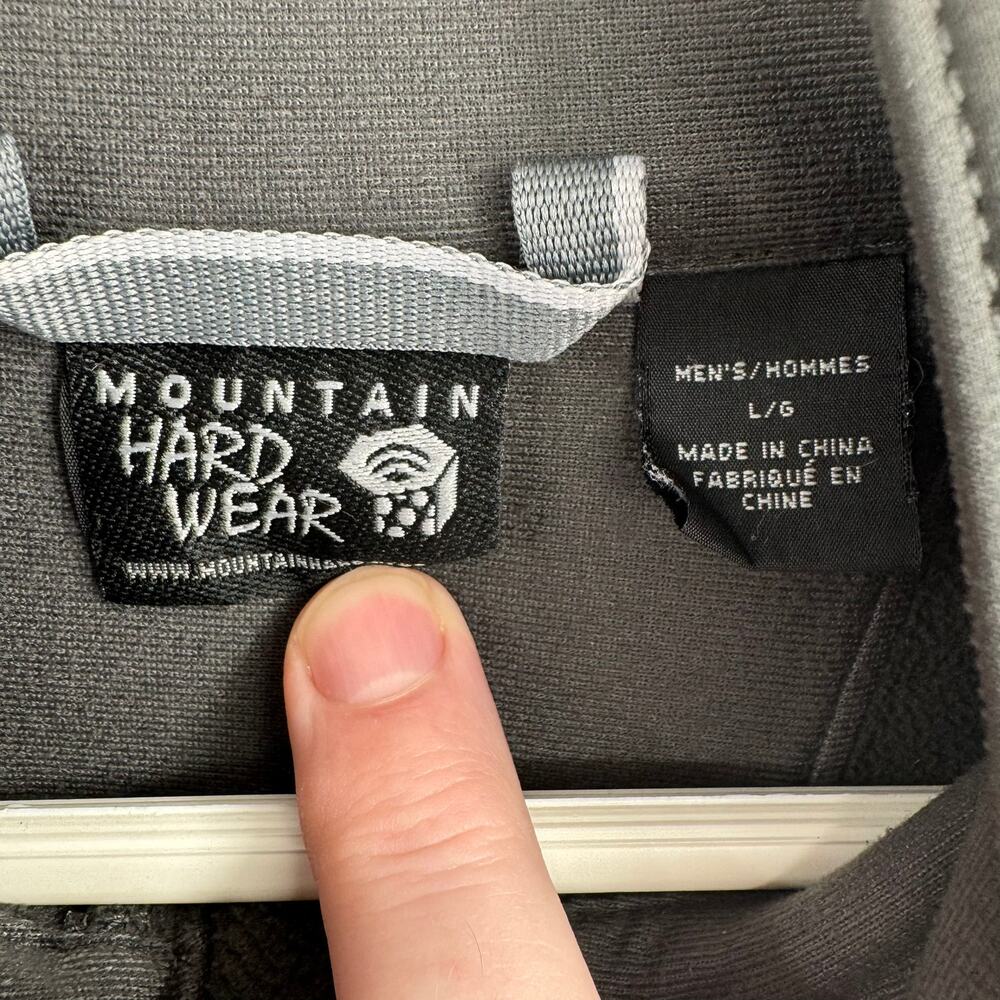 MOUNTAIN
HARD
WEAR
MEN'S/HOMMES
L/G
MADE IN CHINA
FABRIQUÉ EN
CHINE